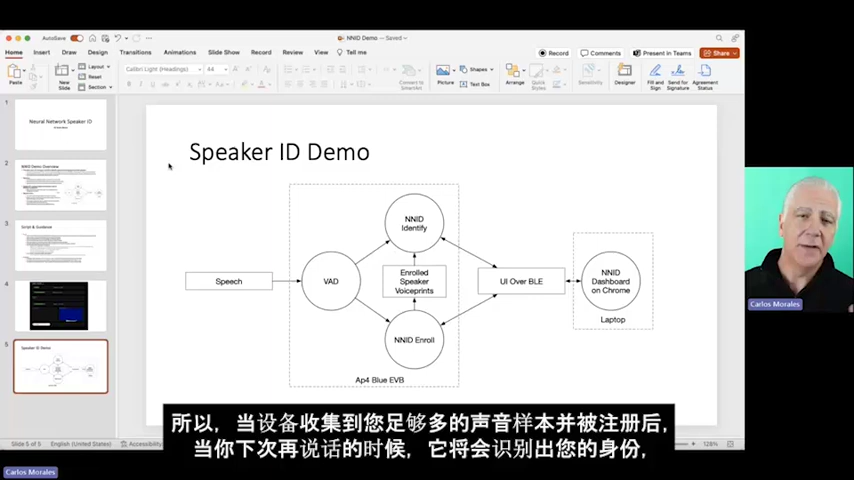 NNID Demo — Saved
AutoSave
Home Insert Draw Design Transitions Animations Slide Show Record Review View Tell me
Record Comments Present in Teams Share
Paste
New Slide
Layout
Reset
Section
Calibri Light (Headings) 44
Convert to SmartArt
Picture
Shapes
Text Box
Arrange
Quick Styles
Designer
Fill and Sign
Send for Signature
Agreement Status
1
Neural Network Speaker ID
2
NNID Demo Overview
3
Script & Guidance
4
5
Speaker ID Demo
Speaker ID Demo
NNID
Identify
Speech
VAD
Enrolled
Speaker
Voiceprints
UI Over BLE
NNID
Dashboard
on Chrome
Laptop
NNID Enroll
Ap4 Blue EVB
Carlos Morales
所以, 当设备收集到您足够多的声音样本并被注册后,
当你下次再说话的时候, 它将会识别出您的身份,
Slide 5 of 5 English (United States) Accessibility
128%
Carlos Morales